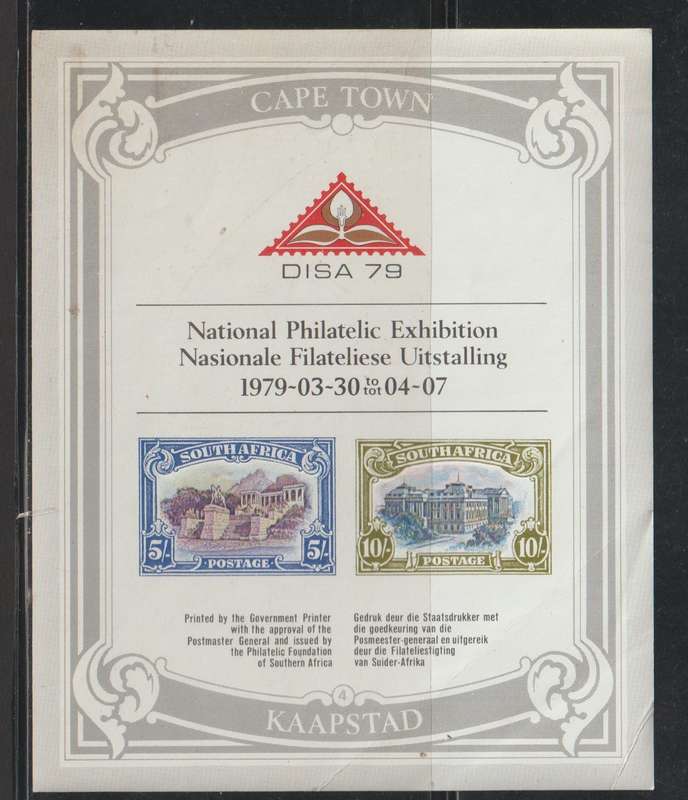 CAPE TOWN
DISA 79
National Philatelic Exhibition
Nasionale Filateliese Uitstalling
1979-03-30 to tot 04-07
SOUTH AFRICA
5/- 5/-
POSTAGE
SOUTH AFRICA
10/- 10/-
POSTAGE
Printed by the Government Printer
with the approval of the
Postmaster General and issued by
the Philatelic Foundation
of Southern Africa
Gedruk deur die Staatsdrukker met
die goedkeuring van die
Posmeester-generaal en uitgereik
deur die Filateliestigting
van Suider-Afrika
4
KAAPSTAD